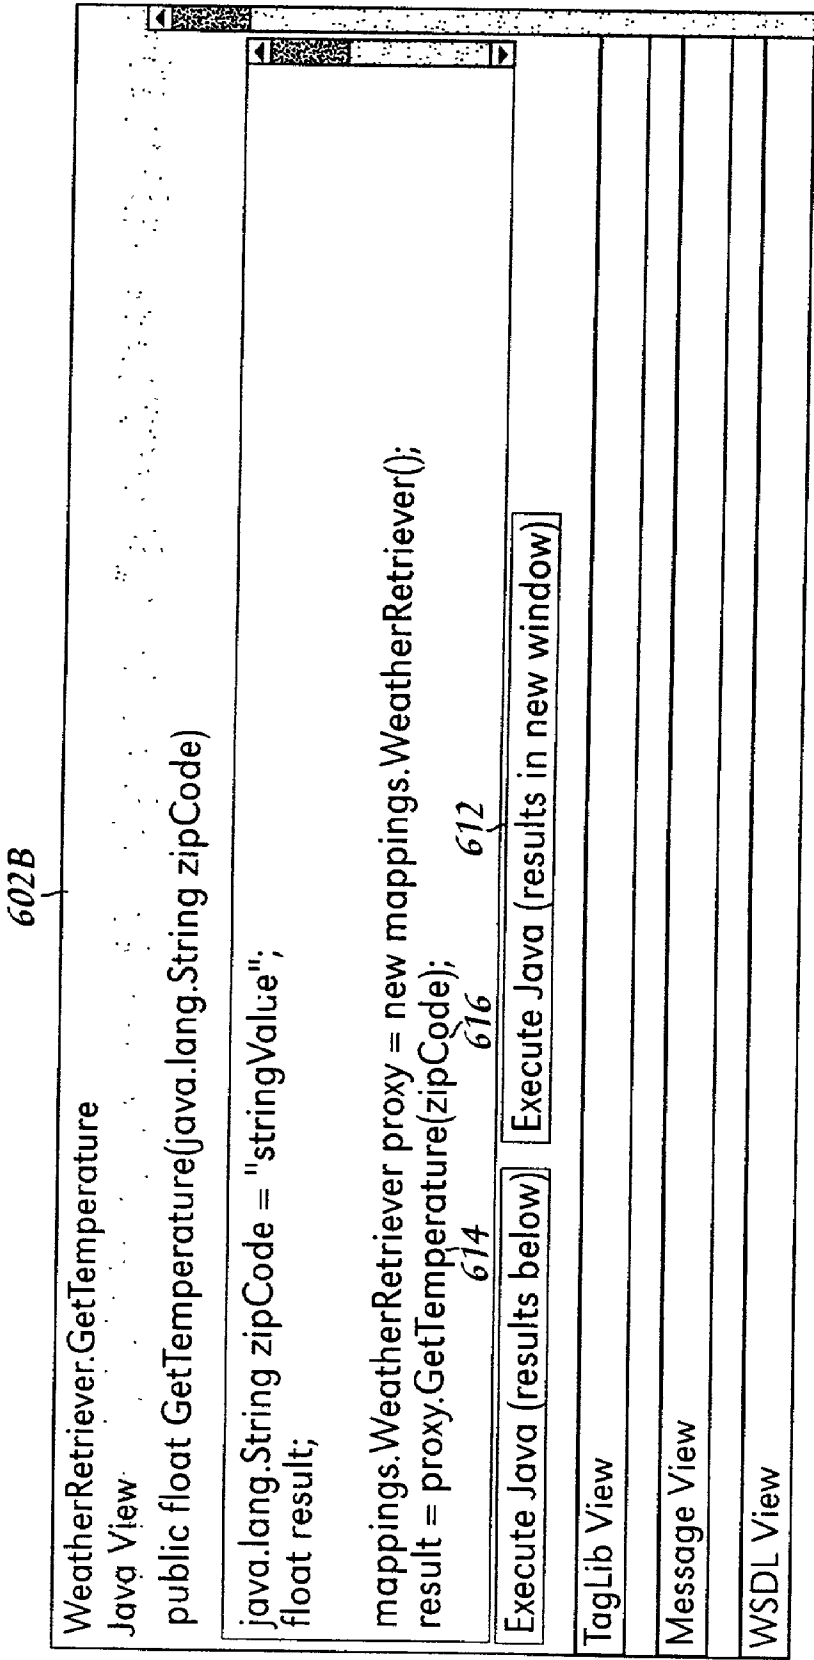 602B
WeatherRetriever.GetTemperature
Java View
public float GetTemperature(java.lang.String zipCode)
java.lang.String zipCode = "stringValue";
float result;
mappings.WeatherRetriever proxy = new mappings.WeatherRetriever();
result = proxy.GetTemperature(zipCode);
614 616 612
Execute Java (results below) Execute Java (results in new window)
TagLib View
Message View
WSDL View